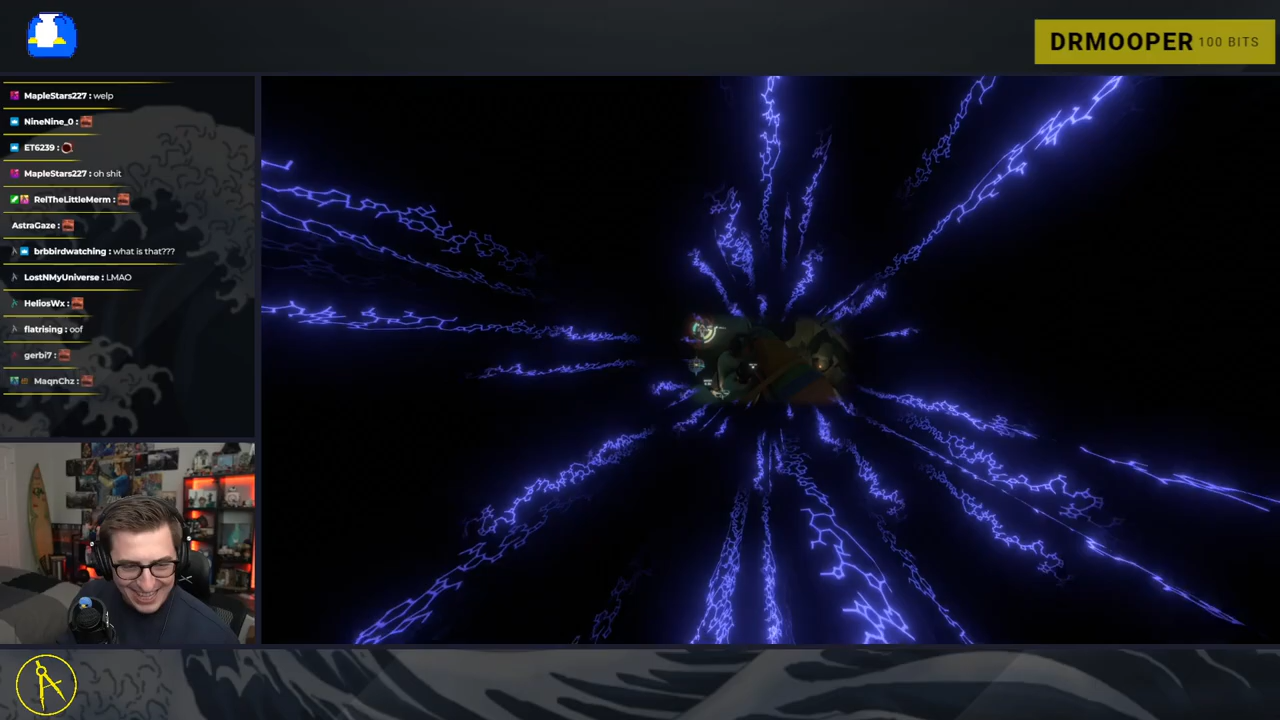 DRMOOPER 100 BITS
MapleStars227 : welp
NineNine_0 :
ET6239 :
MapleStars227 : oh shit
RelTheLittleMerm :
AstraGaze :
brbbirdwatching : what is that???
LostNMyUniverse : LMAO
HeliosWx :
flatrising : oof
gerbi7 :
MaqnChz :